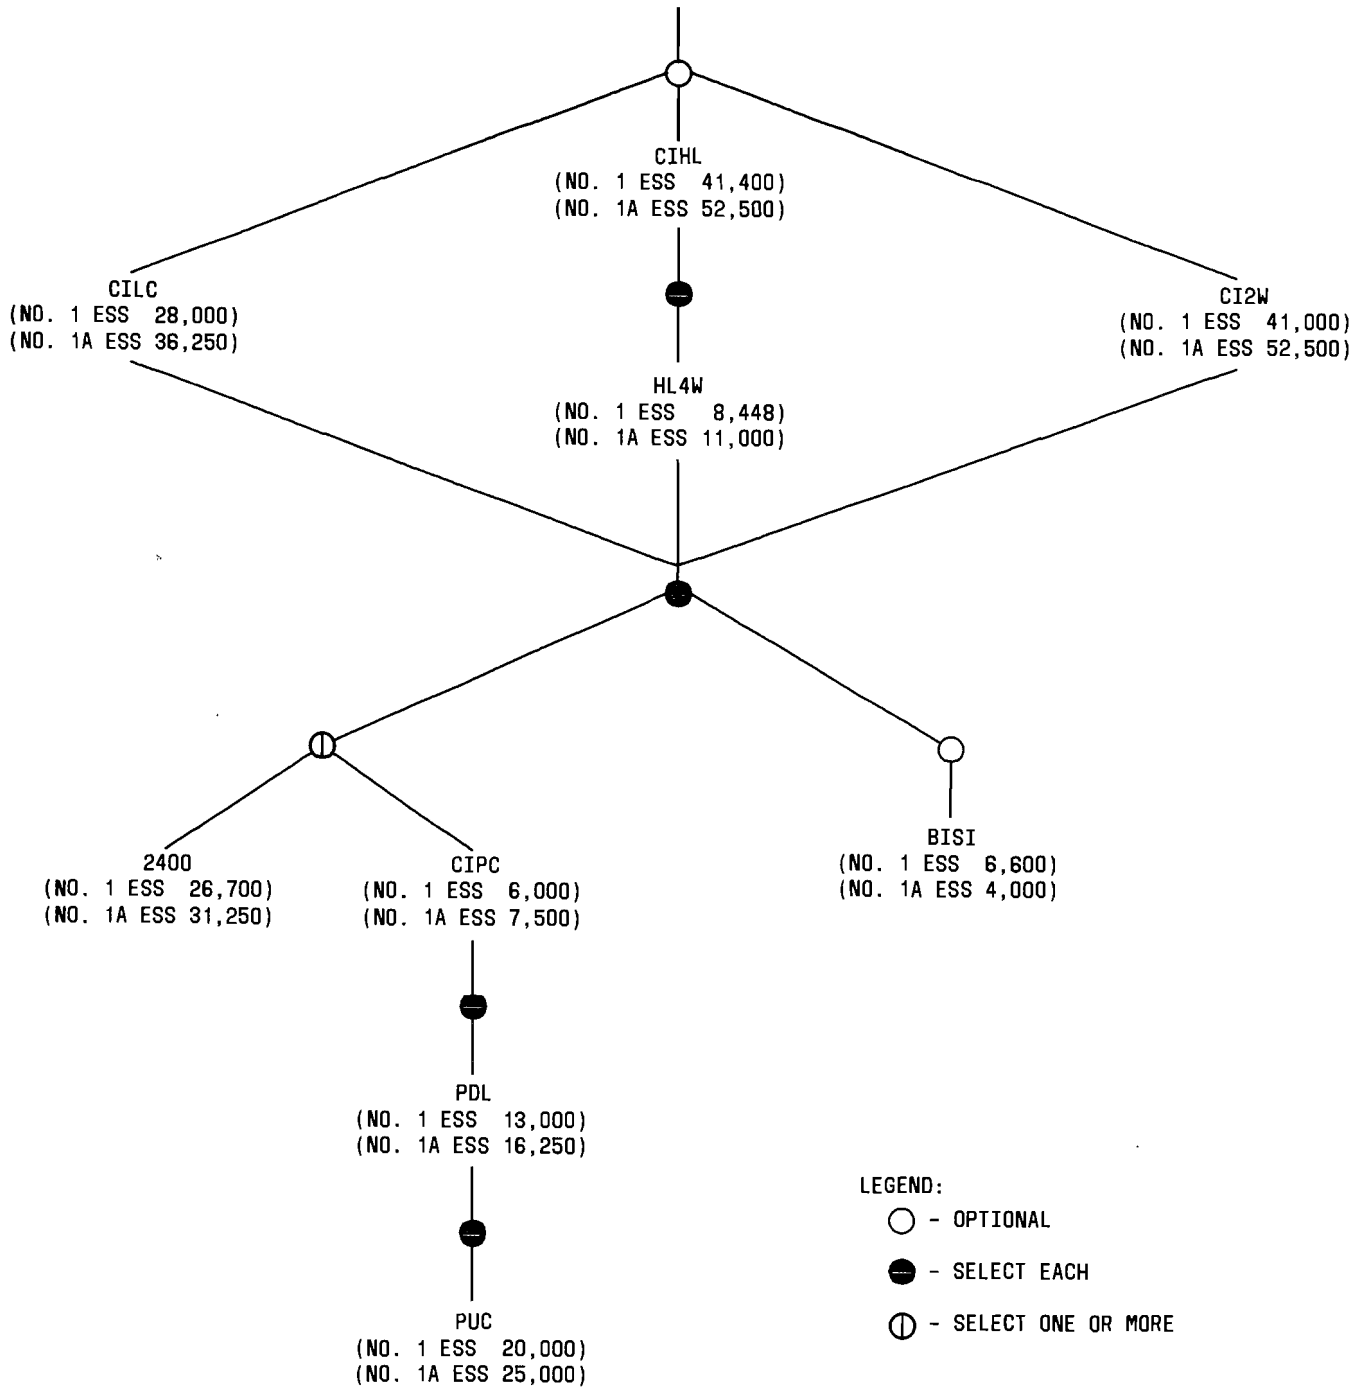 CIHL
(NO. 1 ESS 41,400)
(NO. 1A ESS 52,500)
CILC
(NO. 1 ESS 28,000)
(NO. 1A ESS 36,250)
CI2W
(NO. 1 ESS 41,000)
(NO. 1A ESS 52,500)
HL4W
(NO. 1 ESS 8,448)
(NO. 1A ESS 11,000)
2400
(NO. 1 ESS 26,700)
(NO. 1A ESS 31,250)
CIPC
(NO. 1 ESS 6,000)
(NO. 1A ESS 7,500)
BISI
(NO. 1 ESS 6,600)
(NO. 1A ESS 4,000)
PDL
(NO. 1 ESS 13,000)
(NO. 1A ESS 16,250)
PUC
(NO. 1 ESS 20,000)
(NO. 1A ESS 25,000)
LEGEND:
- OPTIONAL
- SELECT EACH
- SELECT ONE OR MORE